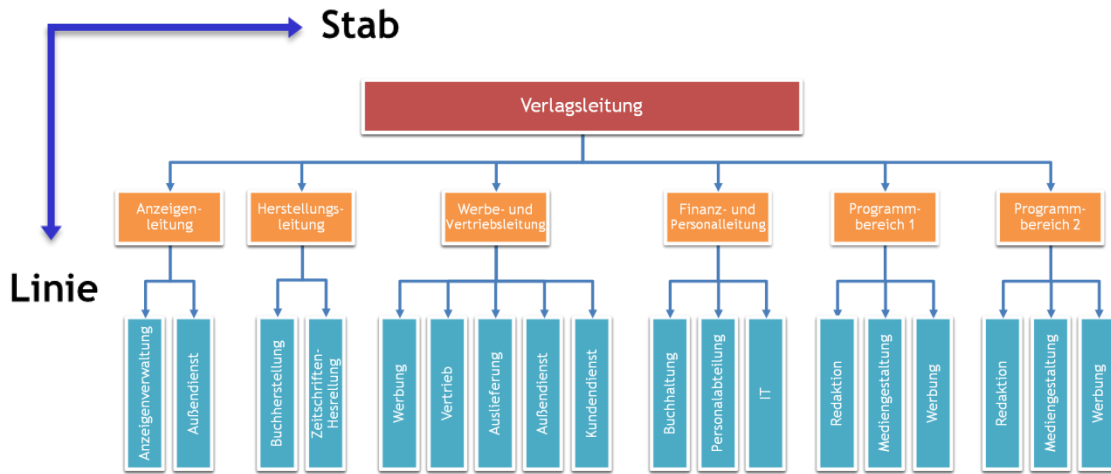 Stab
Linie
Verlagsleitung
Anzeigen-
leitung
Herstellungs-
leitung
Werbe- und
Vertriebsleitung
Finanz- und
Personalleitung
Programm-
bereich 1
Programm-
bereich 2
Anzeigenverwaltung
Außendienst
Buchherstellung
Zeitschriften-
Hesrellung
Werbung
Vertrieb
Auslieferung
Außendienst
Kundendienst
Buchhaltung
Personalabteilung
IT
Redaktion
Mediengestaltung
Werbung
Redaktion
Mediengestaltung
Werbung